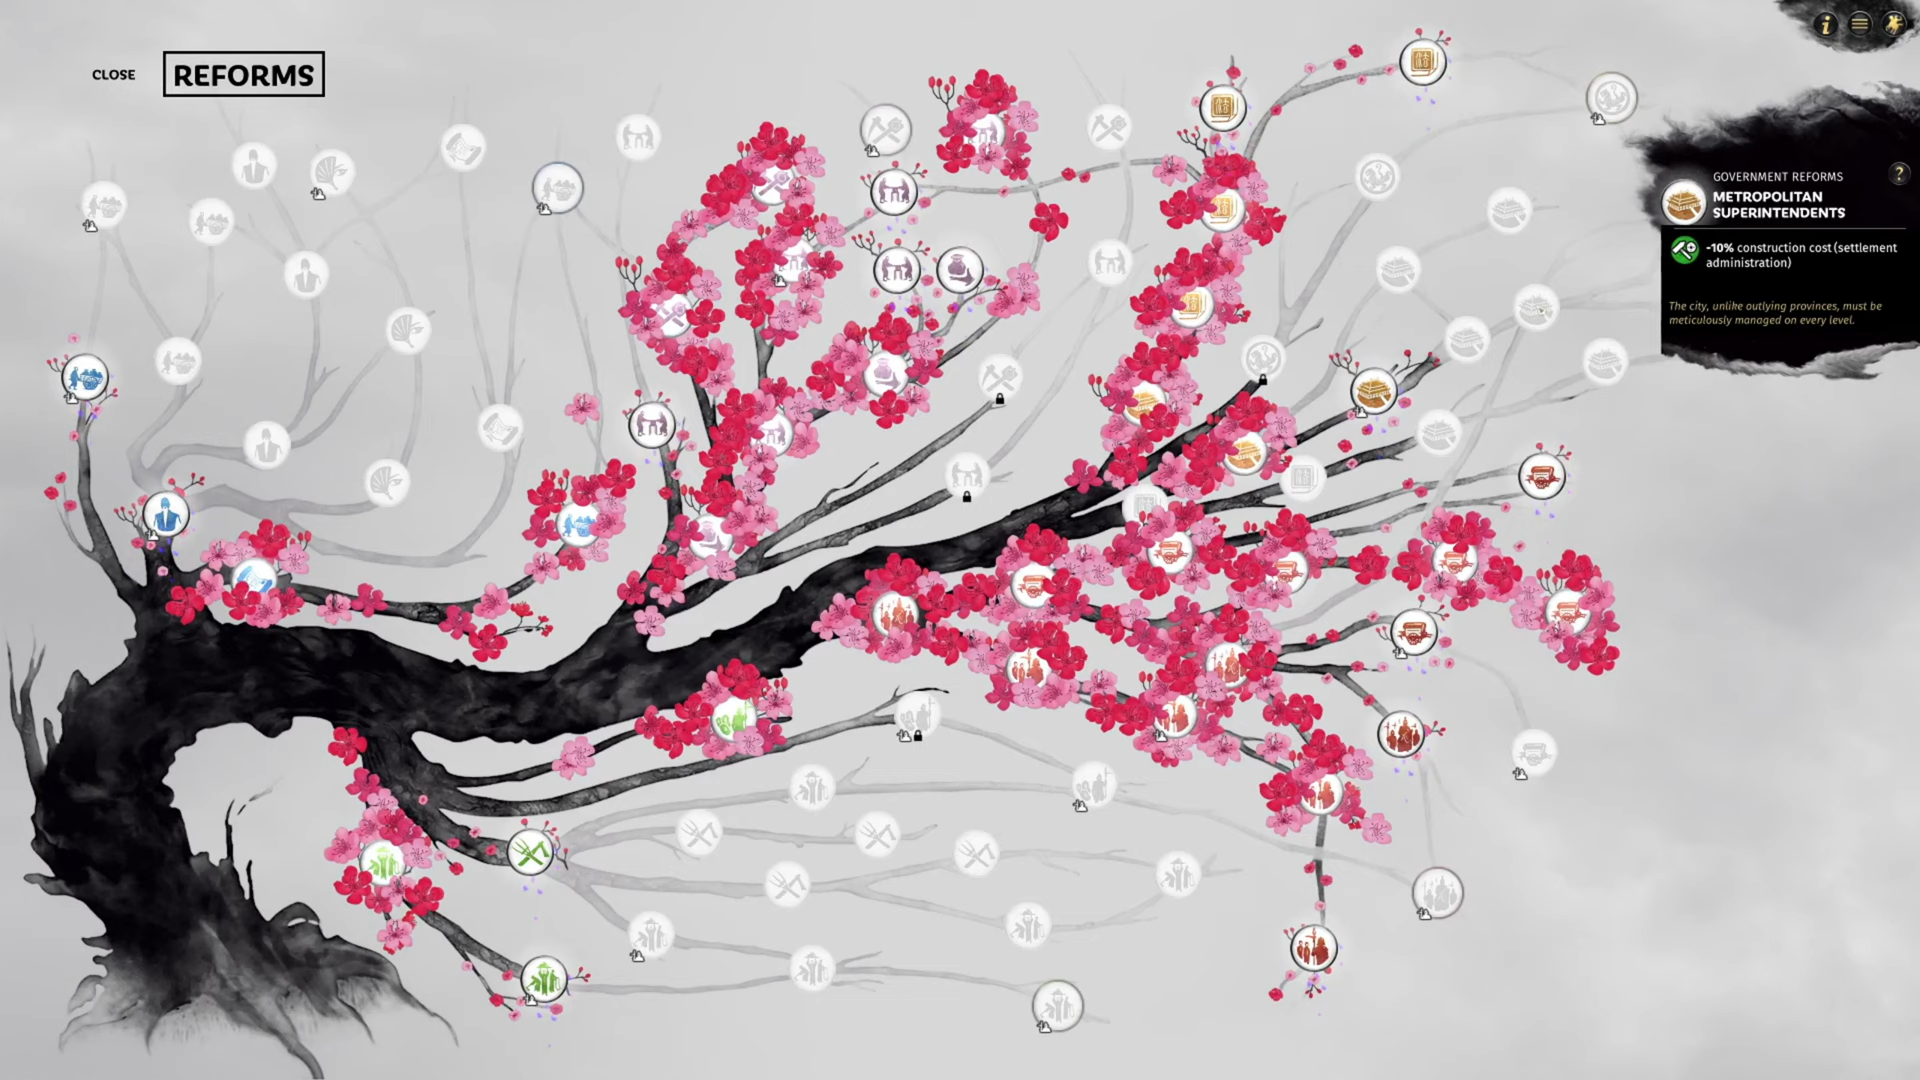 CLOSE
REFORMS
GOVERNMENT REFORMS
METROPOLITAN
SUPERINTENDENTS
-10% construction cost (settlement
administration)
The city, unlike outlying provinces, must be
meticulously managed on every level.
i
?